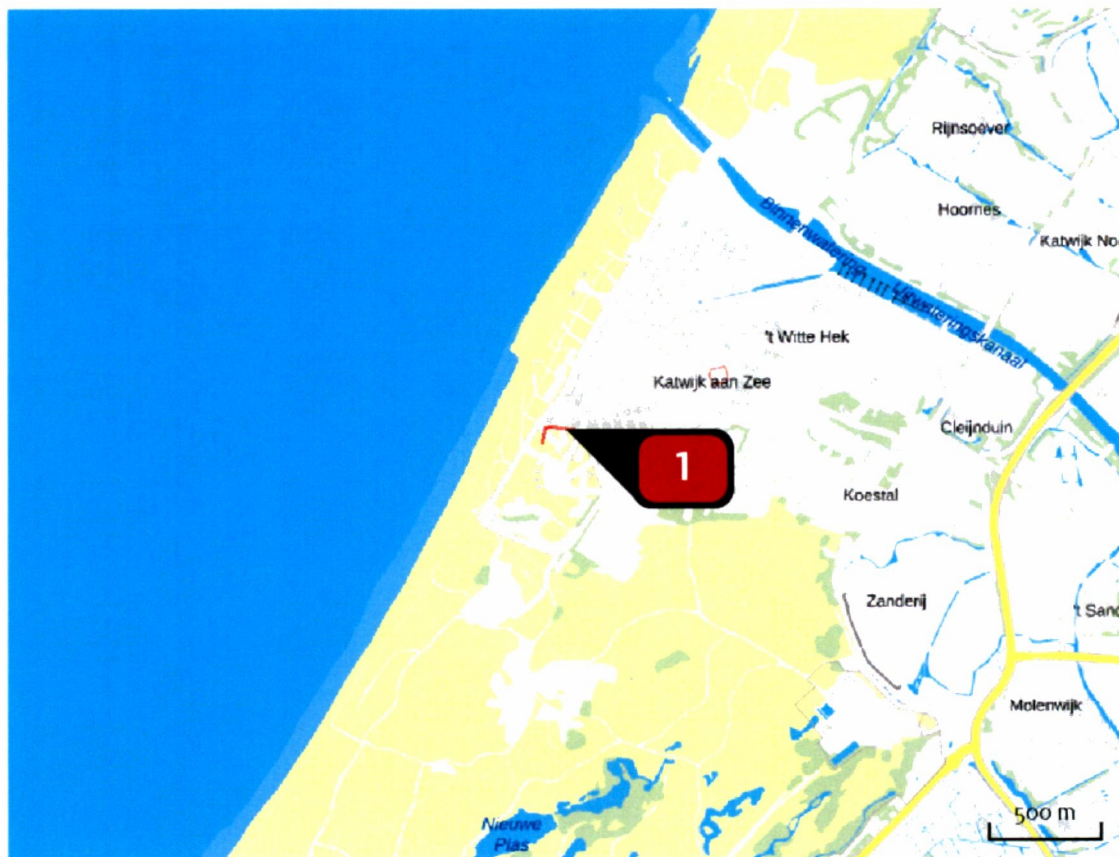 Rijnsoever
Hoornes
Katwijk No
Binnenwatering
Uitwateringskanaal
't Witte Hek
Katwijk aan Zee
Cleijnduin
1
Koestal
Zanderij
't Sand
Molenwijk
500 m
Nieuwe
Plas